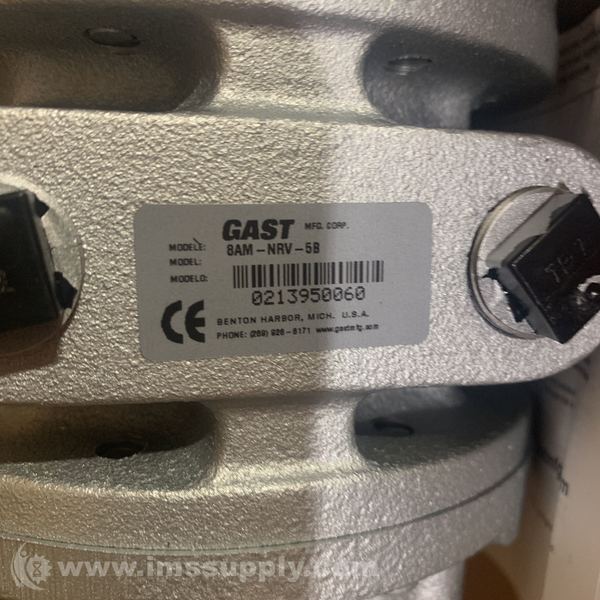 GAST MFG. CORP.
MODÈLE:
MODEL: 8AM-NRV-5B
MODELO:
0213950060
CE
BENTON HARBOR, MICH. U.S.A.
PHONE: (269) 926-6171 www.gastmfg.com
www.imssupply.com